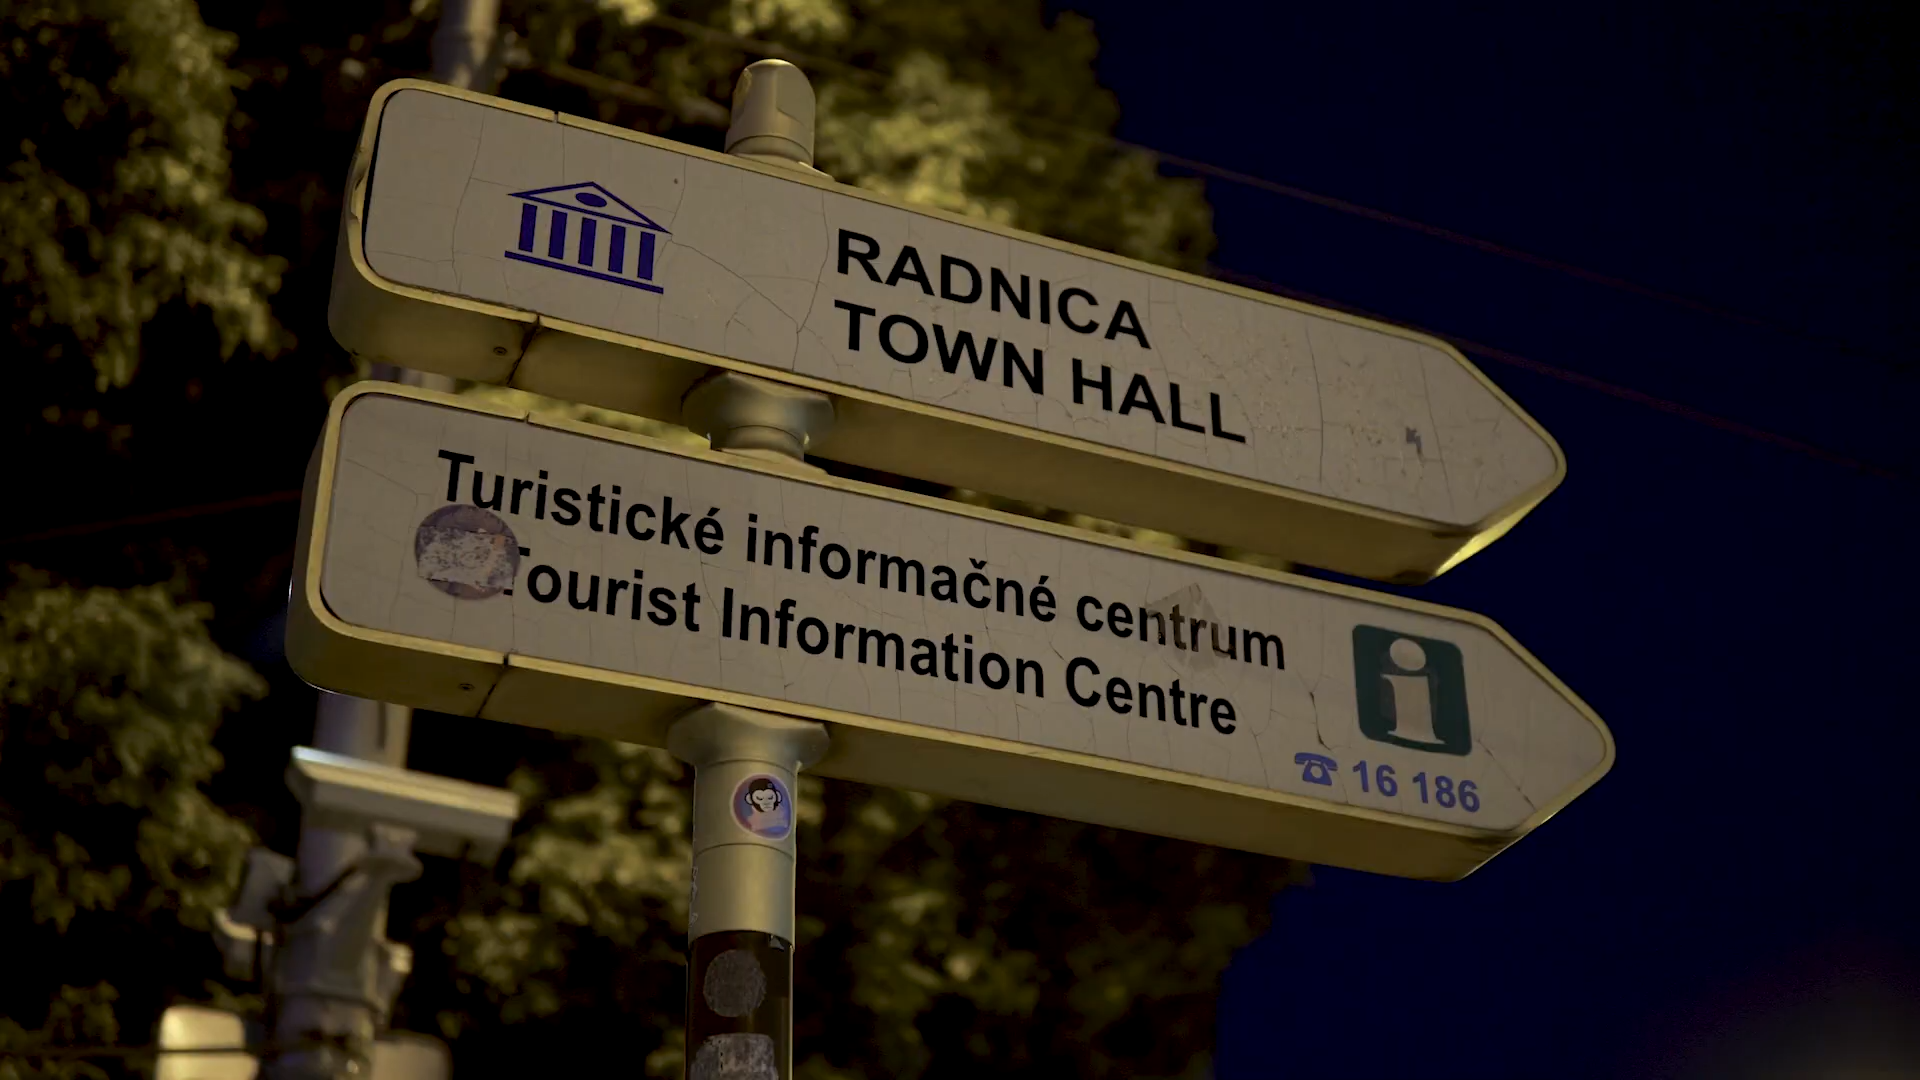 RADNICA
TOWN HALL
Turistické informačné centrum
Tourist Information Centre
☎ 16 186